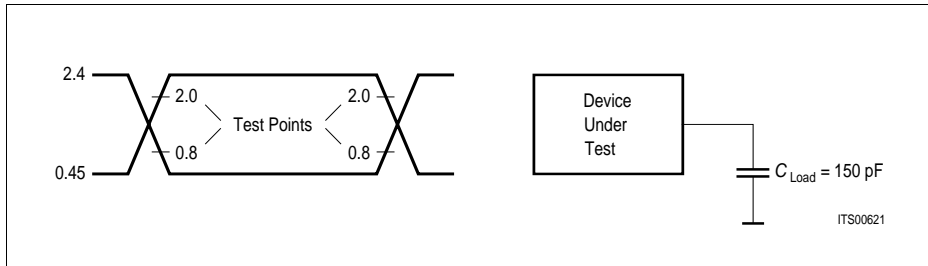 2.4
2.0
2.0
Test Points
0.8
0.8
0.45
Device
Under
Test
C Load = 150 pF
ITS00621